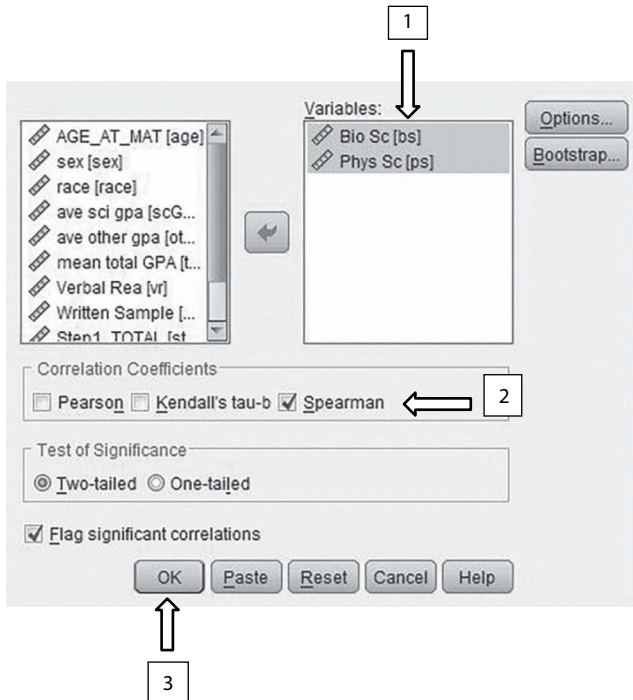 1
Variables:
AGE_AT_MAT [age]
sex [sex]
race [race]
ave sci gpa [scG...
ave other gpa [ot...
mean total GPA [t...
Verbal Rea [vr]
Written Sample [...
Step1_TOTAL [st
Bio Sc [bs]
Phys Sc [ps]
Options...
Bootstrap...
Correlation Coefficients
Pearson Kendall's tau-b Spearman
2
Test of Significance
Two-tailed One-tailed
Flag significant correlations
OK Paste Reset Cancel Help
3